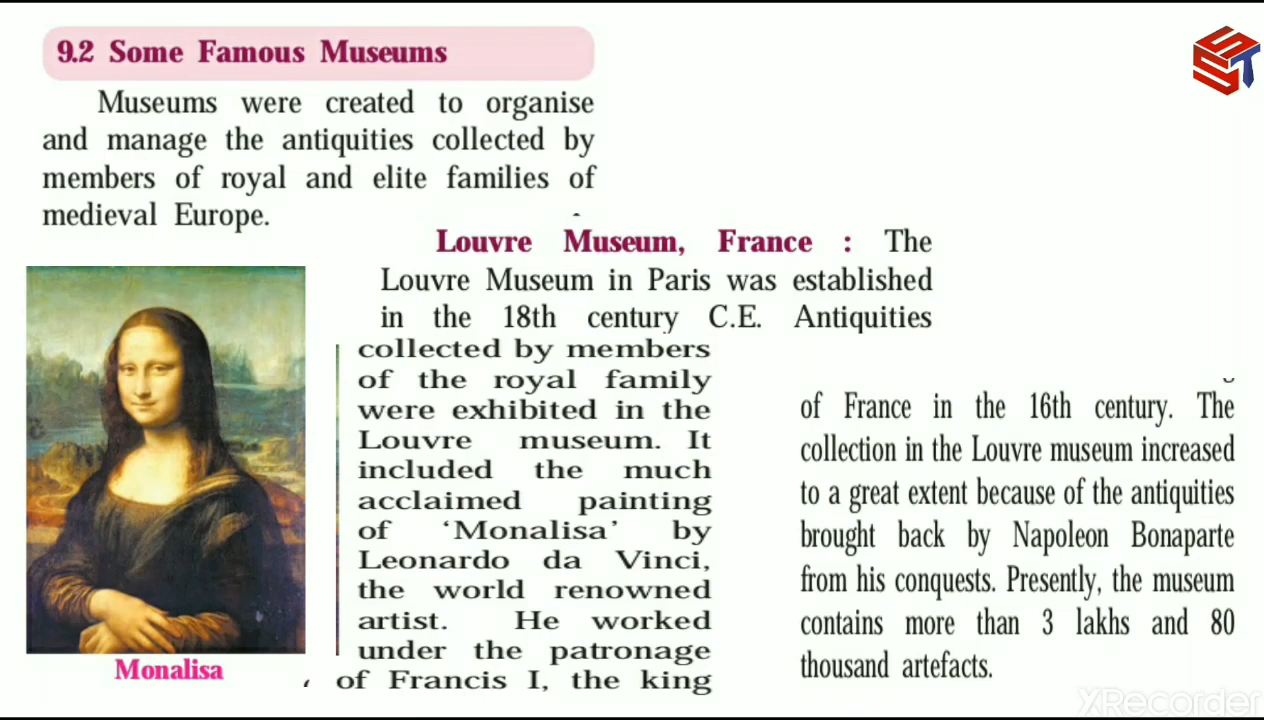 9.2 Some Famous Museums
Museums were created to organise
and manage the antiquities collected by
members of royal and elite families of
medieval Europe.
Louvre Museum, France : The
Louvre Museum in Paris was established
in the 18th century C.E. Antiquities
collected by members
of the royal family
were exhibited in the
Louvre museum. It
included the much
acclaimed painting
of ‘Monalisa’ by
Leonardo da Vinci,
the world renowned
artist. He worked
under the patronage
of Francis I, the king
of France in the 16th century. The
collection in the Louvre museum increased
to a great extent because of the antiquities
brought back by Napoleon Bonaparte
from his conquests. Presently, the museum
contains more than 3 lakhs and 80
thousand artefacts.
Monalisa
SST
XRecorder